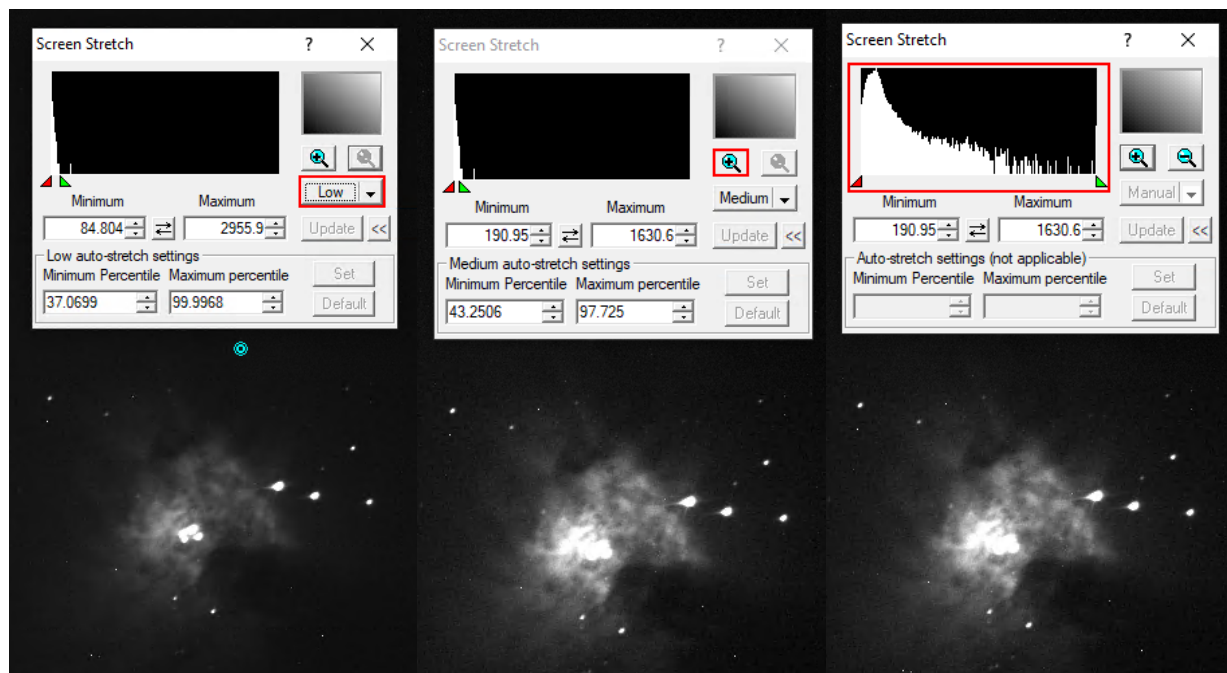 Screen Stretch ?
Low
Minimum Maximum
84.804 2955.9 Update <<
Low auto-stretch settings
Minimum Percentile Maximum percentile Set
37.0699 99.9968 Default
Screen Stretch ?
Medium
Minimum Maximum
190.95 1630.6 Update <<
Medium auto-stretch settings
Minimum Percentile Maximum percentile Set
43.2506 97.725 Default
Screen Stretch ?
Manual
Minimum Maximum
190.95 1630.6 Update <<
Auto-stretch settings (not applicable)
Minimum Percentile Maximum percentile Set
Default